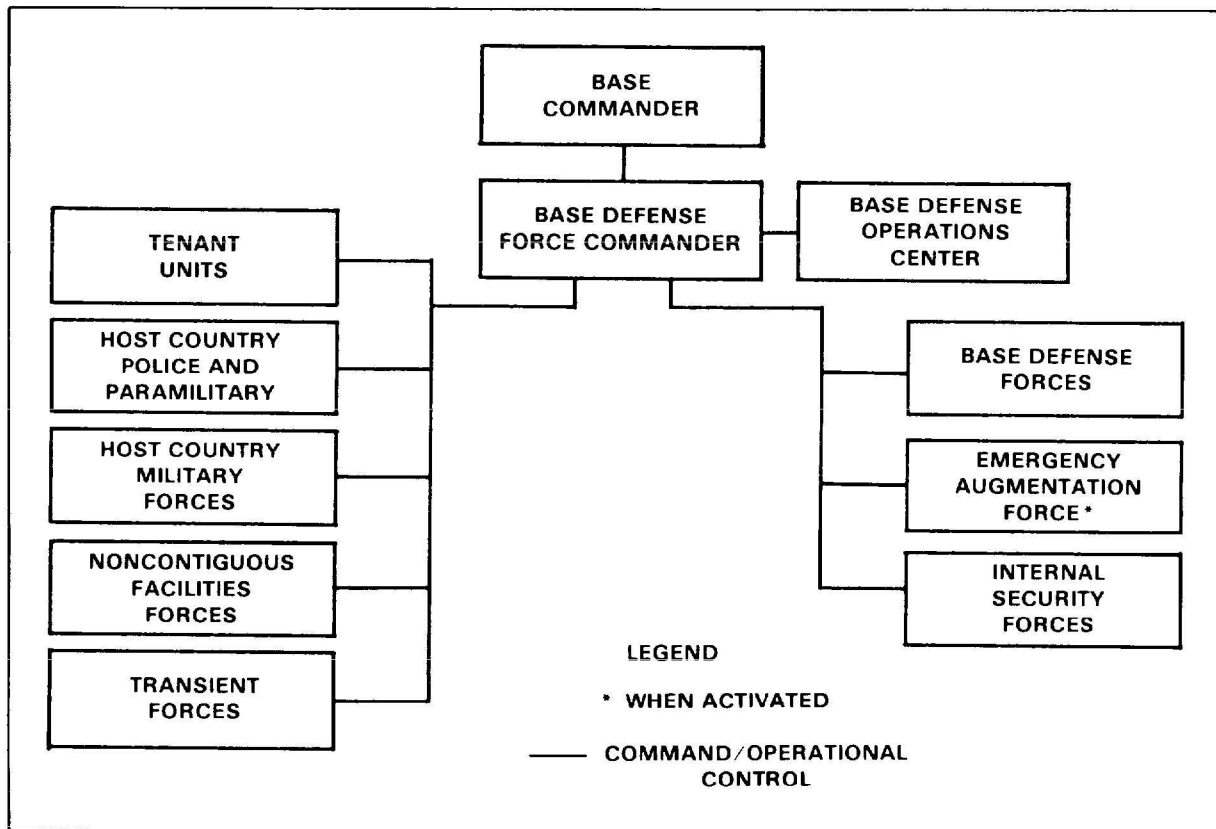 BASE
COMMANDER
BASE DEFENSE
FORCE COMMANDER
BASE DEFENSE
OPERATIONS
CENTER
TENANT
UNITS
HOST COUNTRY
POLICE AND
PARAMILITARY
HOST COUNTRY
MILITARY
FORCES
NONCONTIGUOUS
FACILITIES
FORCES
TRANSIENT
FORCES
BASE DEFENSE
FORCES
EMERGENCY
AUGMENTATION
FORCE*
INTERNAL
SECURITY
FORCES
LEGEND
* WHEN ACTIVATED
COMMAND/OPERATIONAL
CONTROL